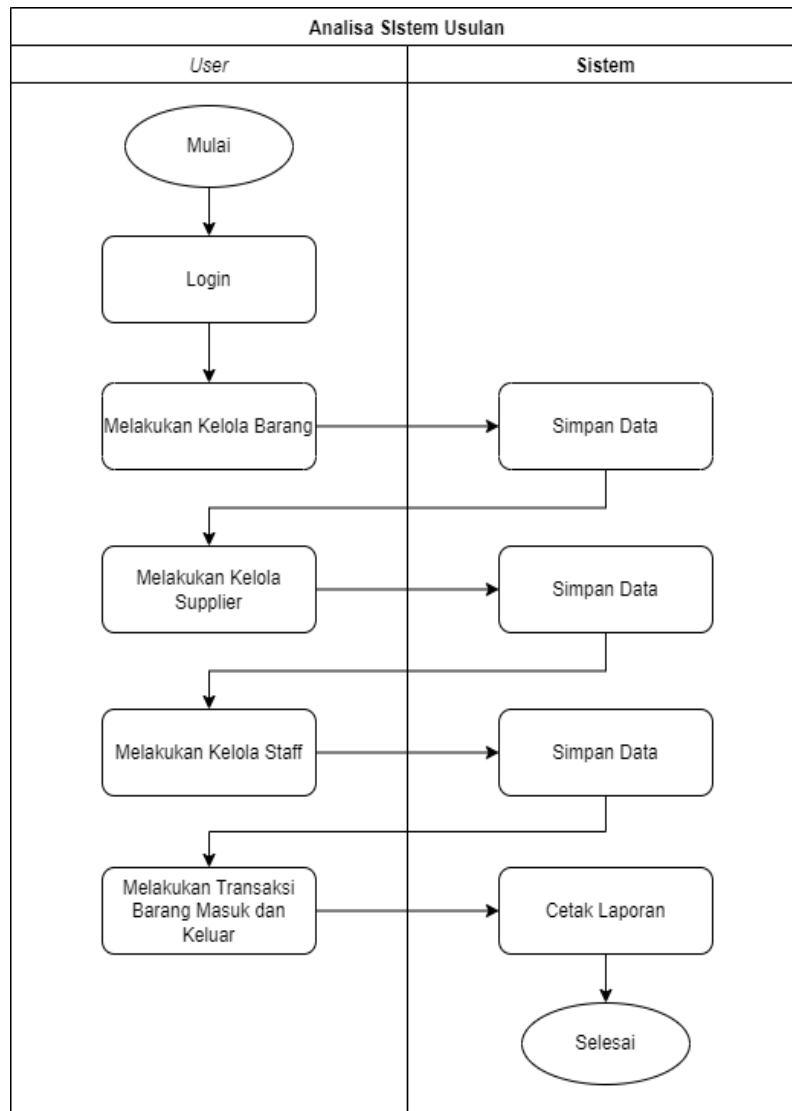 Analisa SIstem Usulan
User
Sistem
Mulai
Login
Melakukan Kelola Barang
Simpan Data
Melakukan Kelola
Supplier
Simpan Data
Melakukan Kelola Staff
Simpan Data
Melakukan Transaksi
Barang Masuk dan
Keluar
Cetak Laporan
Selesai